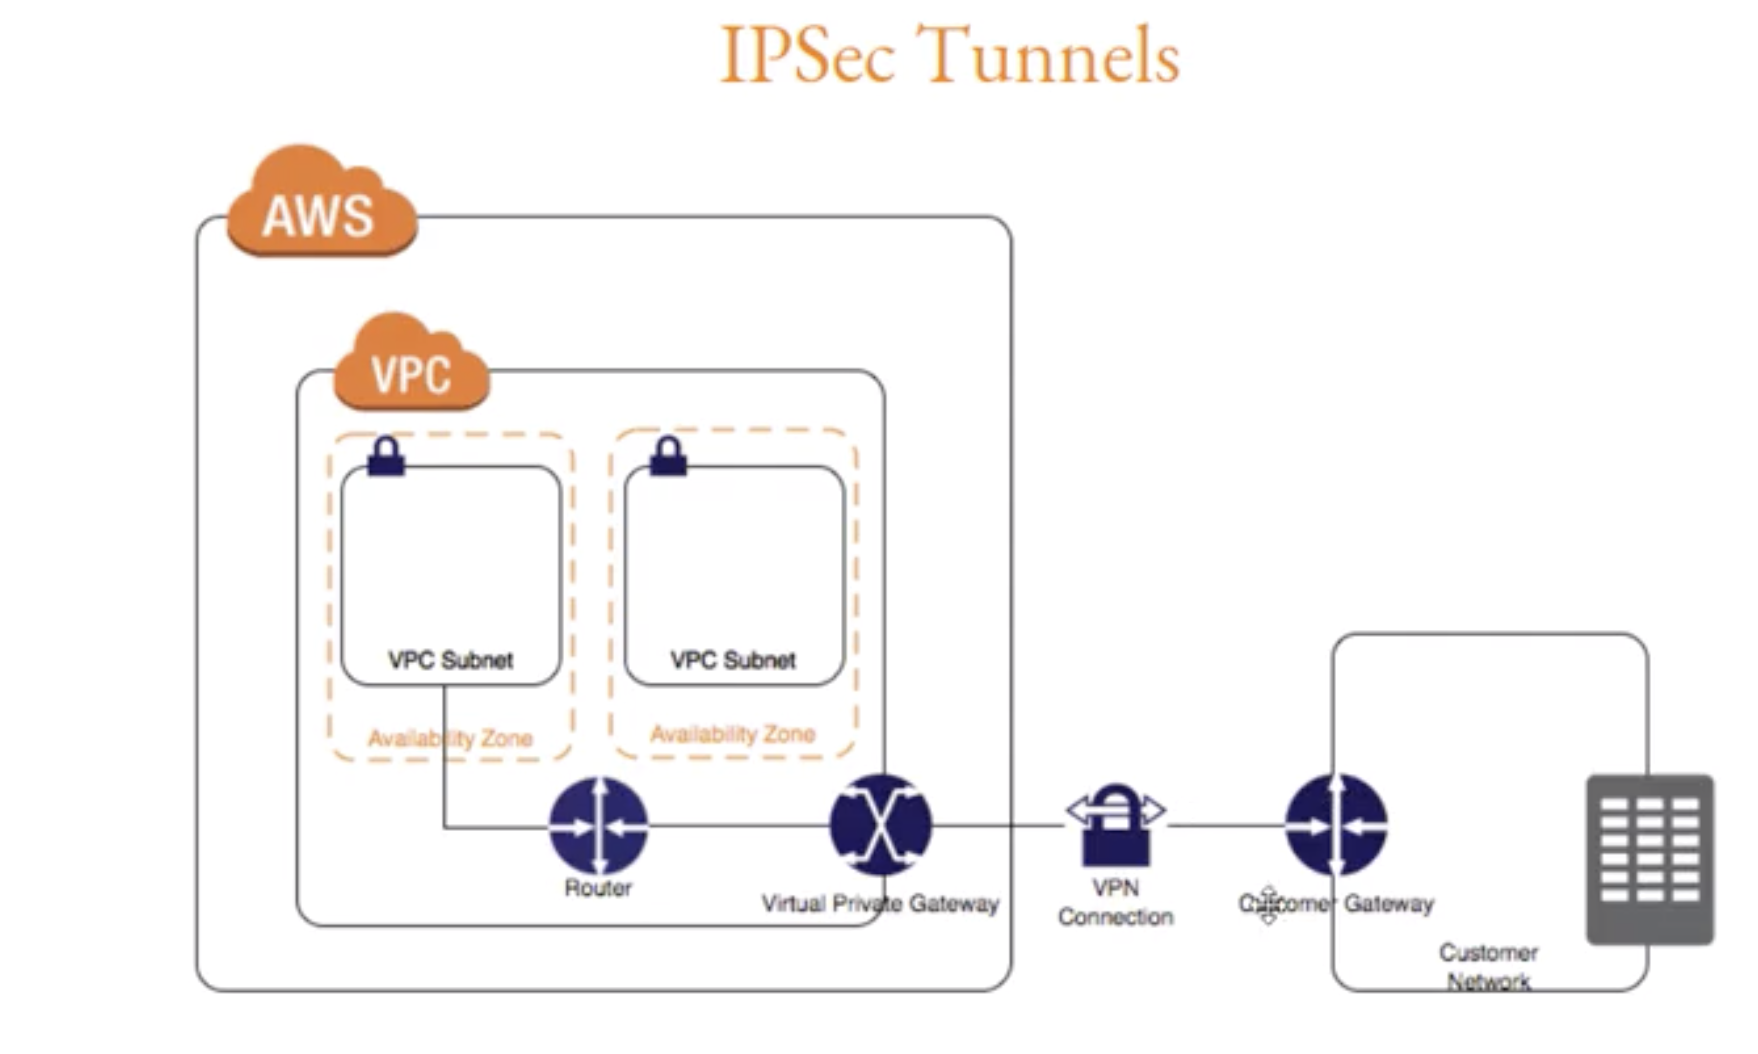 IPSec Tunnels
AWS
VPC
VPC Subnet
VPC Subnet
Availability Zone
Availability Zone
Router
Virtual Private Gateway
VPN
Connection
Customer Gateway
Customer
Network